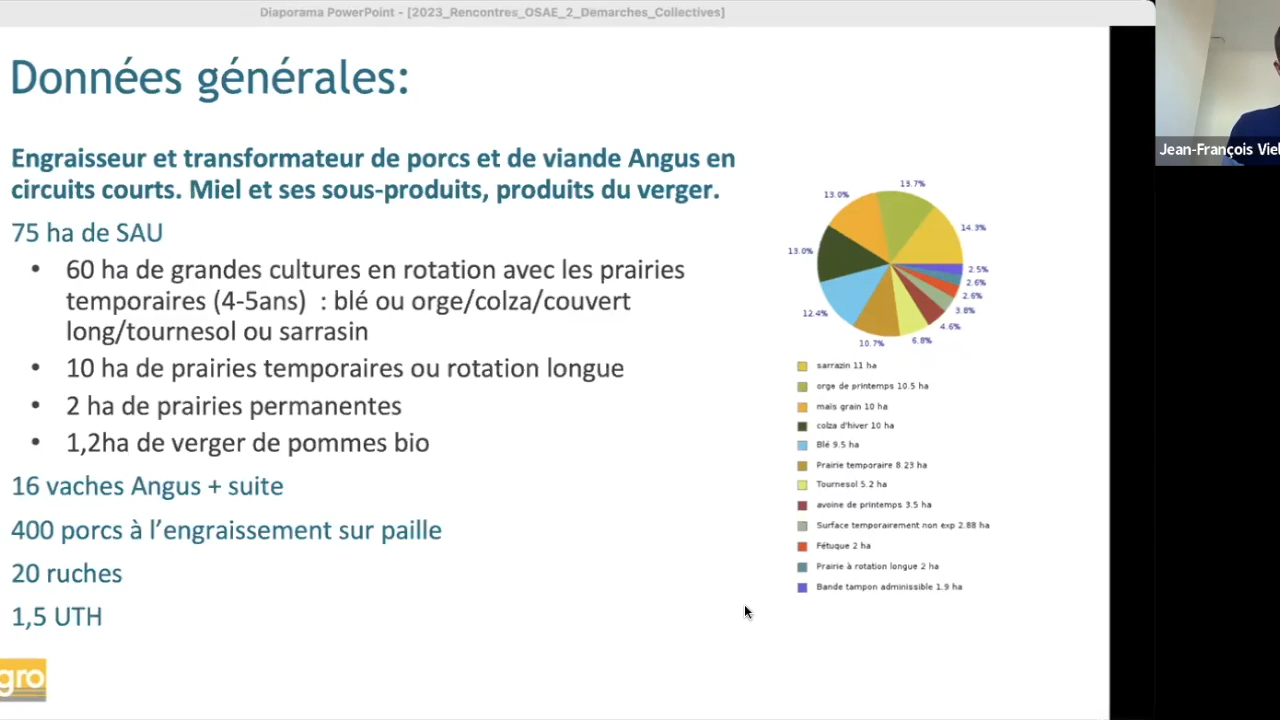 Diaporama PowerPoint - [2023_Rencontres_OSAE_2_Demarches_Collectives]
Données générales:
Engraisseur et transformateur de porcs et de viande Angus en
circuits courts. Miel et ses sous-produits, produits du verger.
75 ha de SAU
• 60 ha de grandes cultures en rotation avec les prairies
temporaires (4-5ans) : blé ou orge/colza/couvert
long/tournesol ou sarrasin
• 10 ha de prairies temporaires ou rotation longue
• 2 ha de prairies permanentes
• 1,2ha de verger de pommes bio
16 vaches Angus + suite
400 porcs à l'engraissement sur paille
20 ruches
1,5 UTH
gro
13.7%
13.0%
14.3%
13.0%
2.5%
2.6%
2.6%
3.8%
12.4%
4.6%
10.7%
6.8%
sarrazin 11 ha
orge de printemps 10.5 ha
maïs grain 10 ha
colza d'hiver 10 ha
Blé 9.5 ha
Prairie temporaire 8.23 ha
Tournesol 5.2 ha
avoine de printemps 3.5 ha
Surface temporairement non exp 2.88 ha
Fétuque 2 ha
Prairie à rotation longue 2 ha
Bande tampon adminissible 1.9 ha
Jean-François Viel